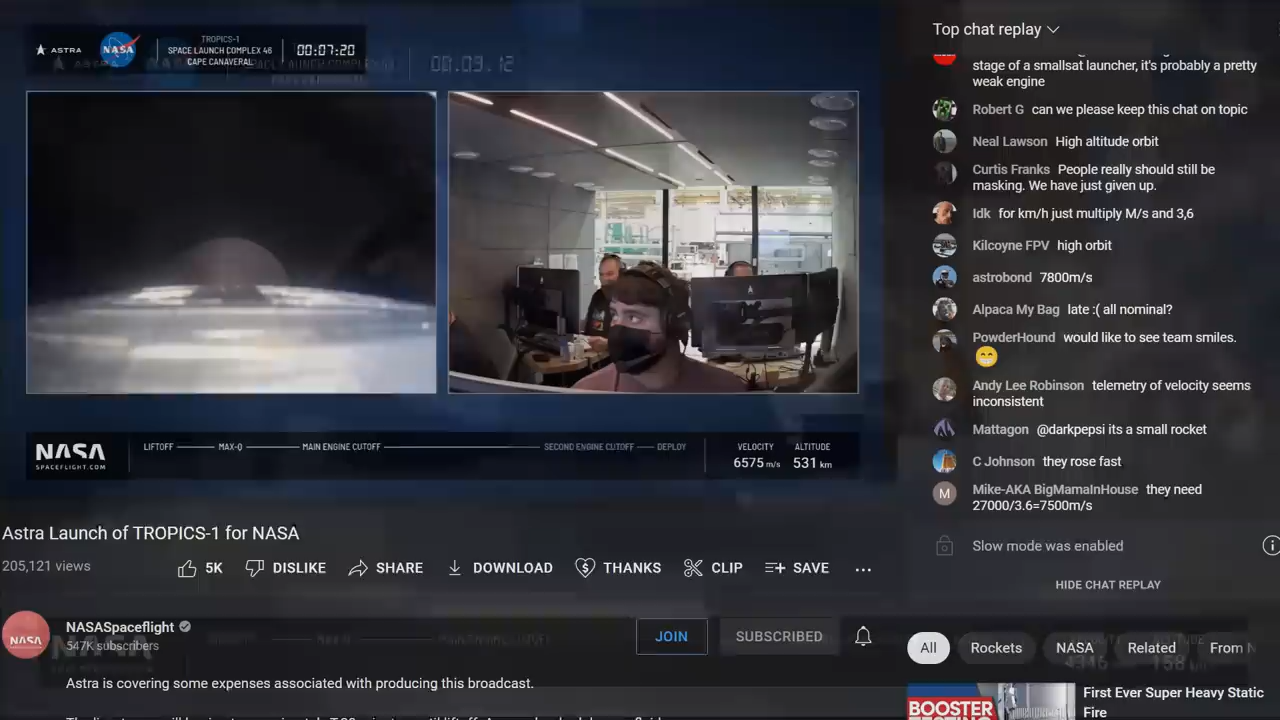 ASTRA
NASA
TROPICS-1
SPACE LAUNCH COMPLEX 46
CAPE CANAVERAL
00:07:20
00:03:12
NASA
SPACEFLIGHT.COM
LIFTOFF
MAX-Q
MAIN ENGINE CUTOFF
SECOND ENGINE CUTOFF
DEPLOY
VELOCITY
6575 m/s
ALTITUDE
531 km
Astra Launch of TROPICS-1 for NASA
205,121 views
5K
DISLIKE
SHARE
DOWNLOAD
THANKS
CLIP
SAVE
NASA
NASASpaceflight
547K subscribers
JOIN
SUBSCRIBED
Astra is covering some expenses associated with producing this broadcast.
Top chat replay
stage of a smallsat launcher, it's probably a pretty
weak engine
Robert G can we please keep this chat on topic
Neal Lawson High altitude orbit
Curtis Franks People really should still be
masking. We have just given up.
Idk for km/h just multiply M/s and 3,6
Kilcoyne FPV high orbit
astrobond 7800m/s
Alpaca My Bag late :( all nominal?
PowderHound would like to see team smiles.
Andy Lee Robinson telemetry of velocity seems
inconsistent
Mattagon @darkpepsi its a small rocket
C Johnson they rose fast
M
Mike-AKA BigMamaInHouse they need
27000/3.6=7500m/s
Slow mode was enabled
HIDE CHAT REPLAY
All
Rockets
NASA
Related
From N
BOOSTER
First Ever Super Heavy Static
Fire